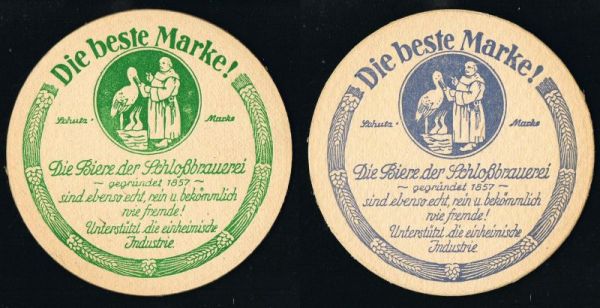 Die beste Marke!
Schutz- Marke
Die Biere der Schloßbrauerei
~ gegründet 1857 ~
sind ebenso echt, rein u. bekömmlich
wie fremde!
Unterstützt die einheimische
Industrie.
Die beste Marke!
Schutz- Marke
Die Biere der Schloßbrauerei
~ gegründet 1857 ~
sind ebenso echt, rein u. bekömmlich
wie fremde!
Unterstützt die einheimische
Industrie.